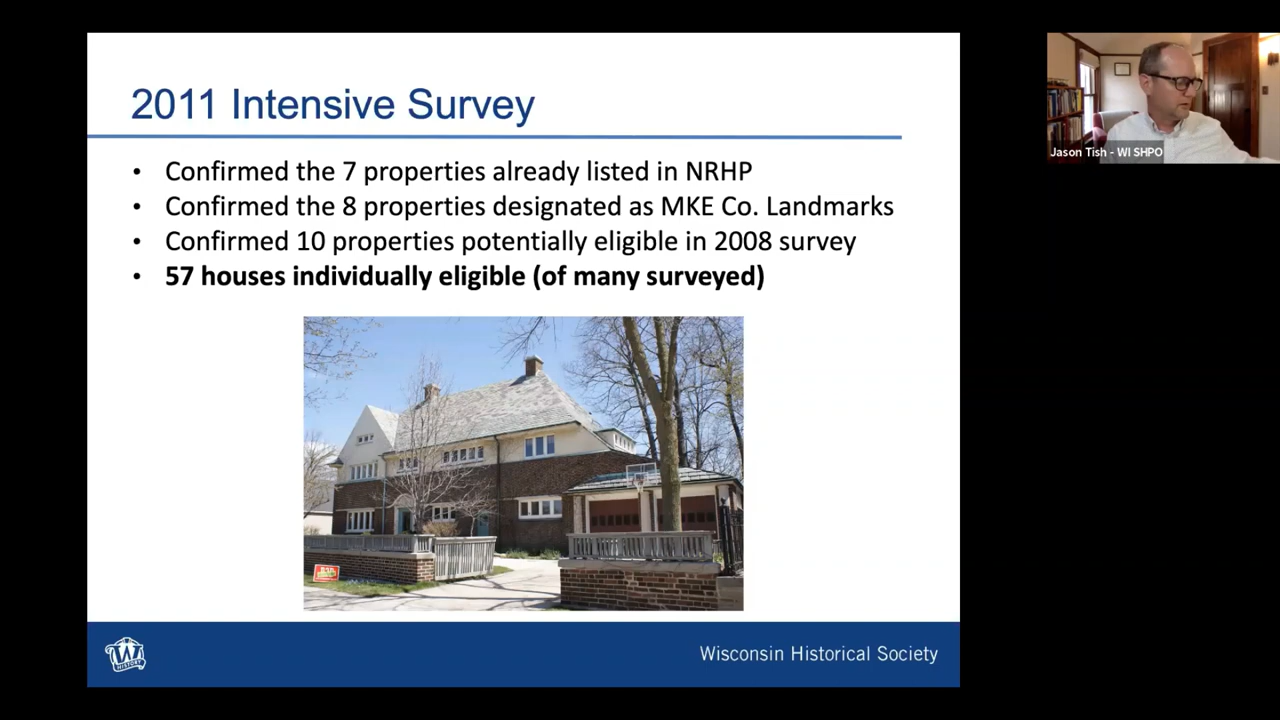 2011 Intensive Survey
• Confirmed the 7 properties already listed in NRHP
• Confirmed the 8 properties designated as MKE Co. Landmarks
• Confirmed 10 properties potentially eligible in 2008 survey
• 57 houses individually eligible (of many surveyed)
Jason Tish - WI SHPO
W
HISTORY
Wisconsin Historical Society